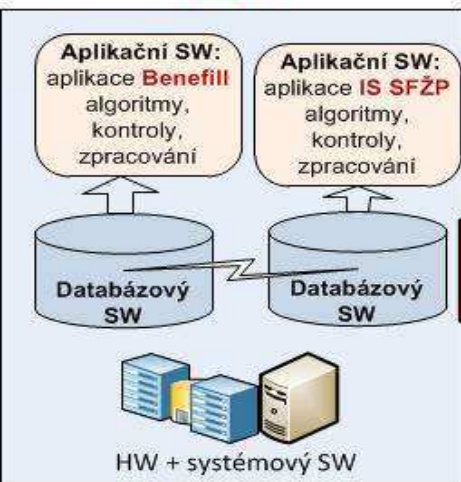 Aplikační SW:
aplikace Benefill
algoritmy,
kontroly,
zpracování
Aplikační SW:
aplikace IS SFŽP
algoritmy,
kontroly,
zpracování
Databázový
SW
Databázový
SW
HW + systémový SW